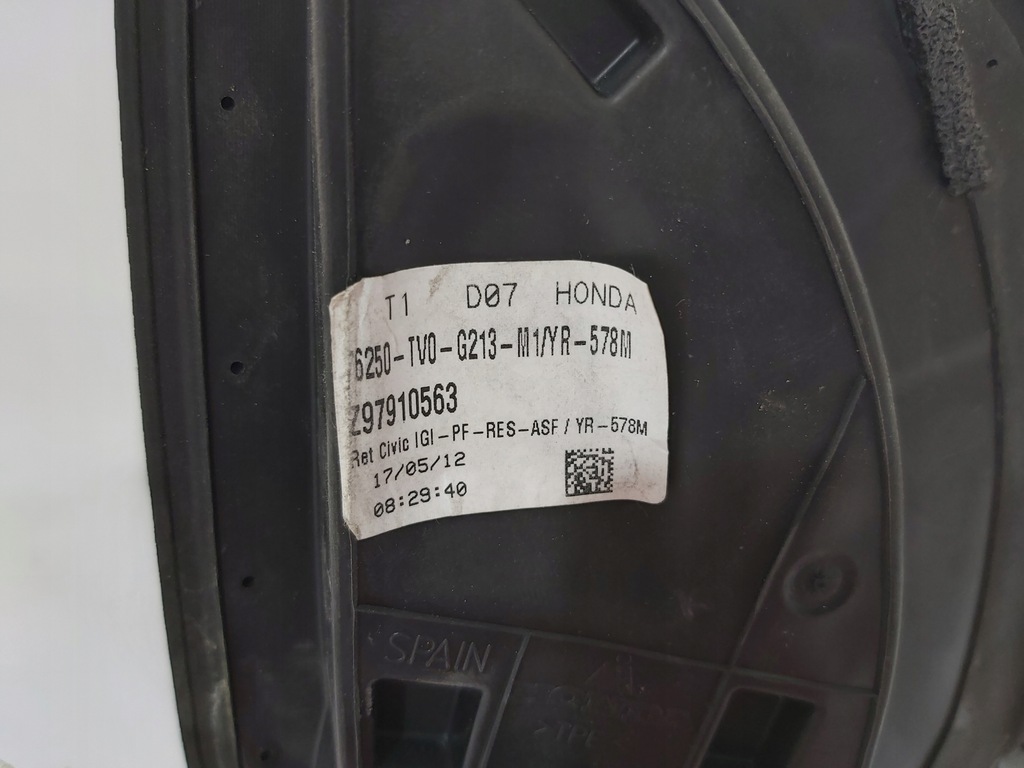 T1 D07 HONDA
6250-TV0-G213-M1/YR-578M
Z97910563
Ret Civic IGI-PF-RES-ASF / YR-578M
17/05/12
08:29:40
SPAIN